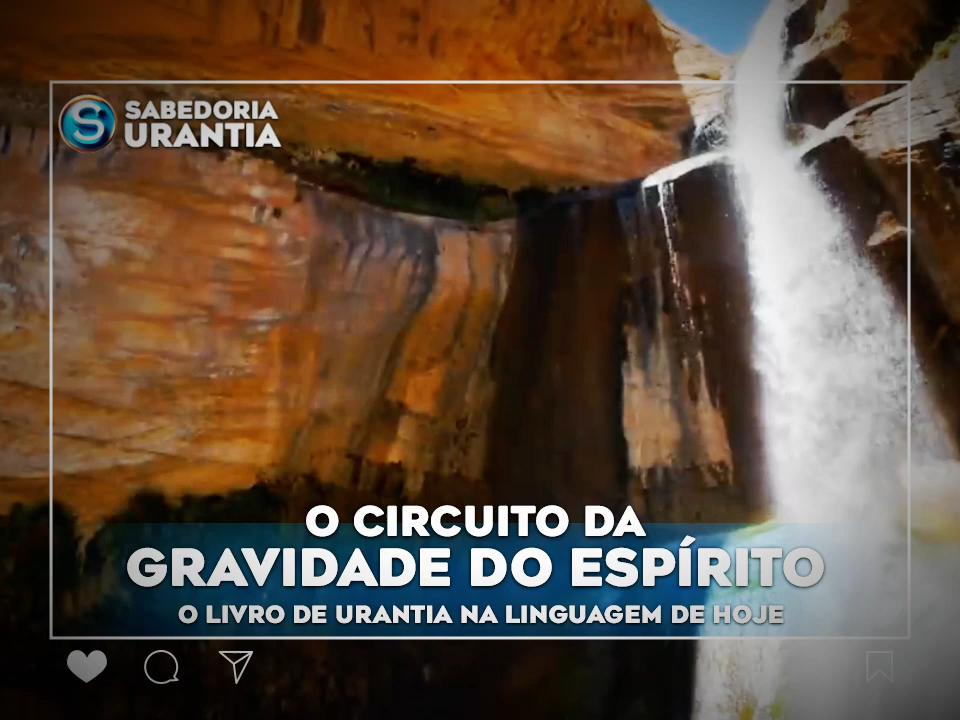 S
SABEDORIA
URANTIA
O CIRCUITO DA
GRAVIDADE DO ESPÍRITO
O LIVRO DE URANTIA NA LINGUAGEM DE HOJE